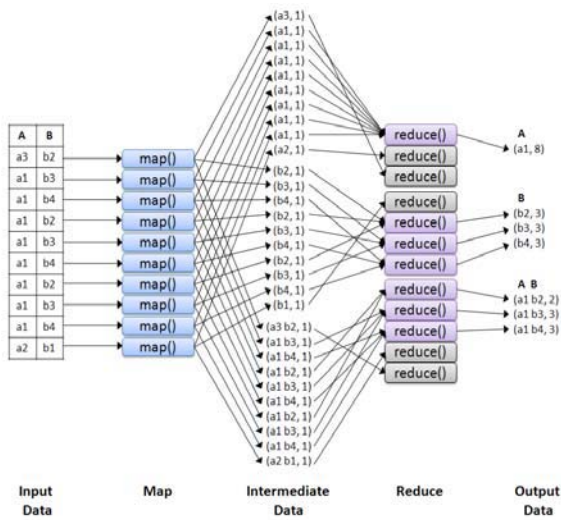 A B
a3 b2
a1 b3
a1 b4
a1 b2
a1 b3
a1 b4
a1 b2
a1 b3
a1 b4
a2 b1
map()
map()
map()
map()
map()
map()
map()
map()
map()
map()
(a3, 1)
(a1, 1)
(a1, 1)
(a1, 1)
(a1, 1)
(a1, 1)
(a1, 1)
(a1, 1)
(a1, 1)
(a2, 1)
(b2, 1)
(b3, 1)
(b4, 1)
(b2, 1)
(b3, 1)
(b4, 1)
(b2, 1)
(b3, 1)
(b4, 1)
(b1, 1)
(a3 b2, 1)
(a1 b3, 1)
(a1 b4, 1)
(a1 b2, 1)
(a1 b3, 1)
(a1 b4, 1)
(a1 b2, 1)
(a1 b3, 1)
(a1 b4, 1)
(a2 b1, 1)
reduce()
reduce()
reduce()
reduce()
reduce()
reduce()
reduce()
reduce()
reduce()
reduce()
reduce()
reduce()
A
(a1, 8)
B
(b2, 3)
(b3, 3)
(b4, 3)
A B
(a1 b2, 2)
(a1 b3, 3)
(a1 b4, 3)
Input
Data
Map
Intermediate
Data
Reduce
Output
Data